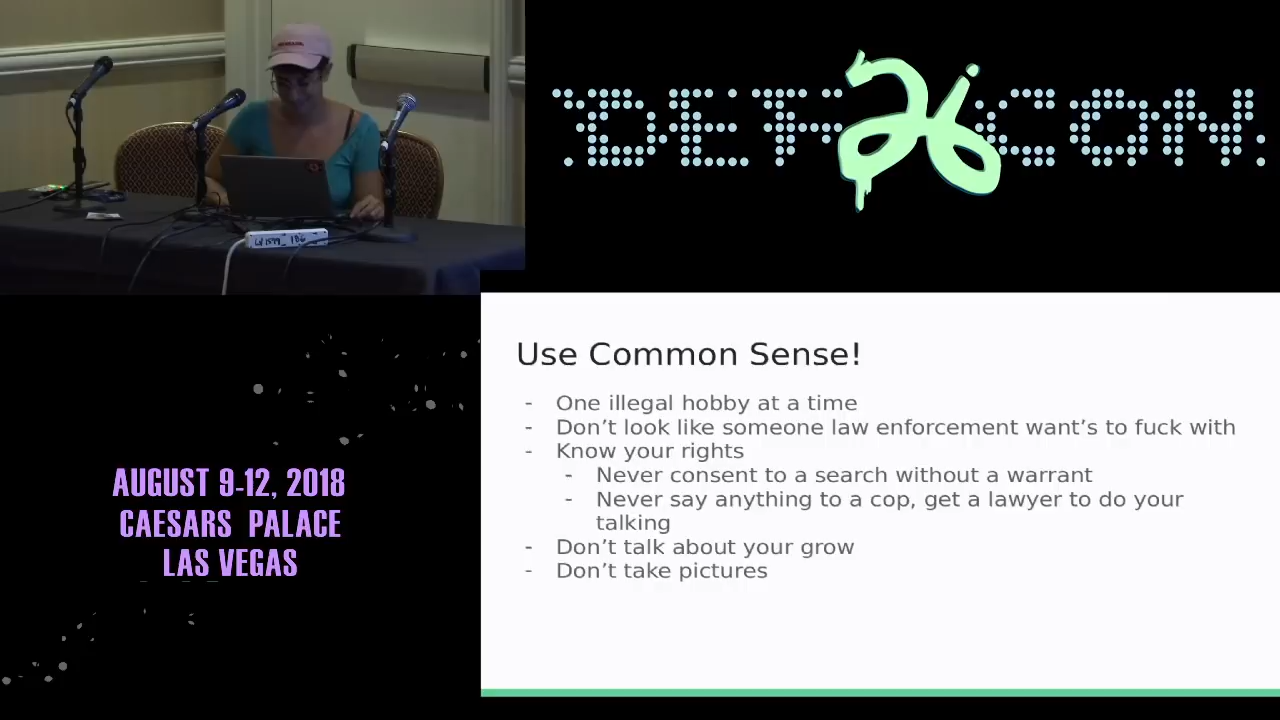 DEF CON
26
Use Common Sense!
- One illegal hobby at a time
- Don’t look like someone law enforcement want’s to fuck with
- Know your rights
- Never consent to a search without a warrant
- Never say anything to a cop, get a lawyer to do your
talking
- Don’t talk about your grow
- Don’t take pictures
AUGUST 9-12, 2018
CAESARS PALACE
LAS VEGAS